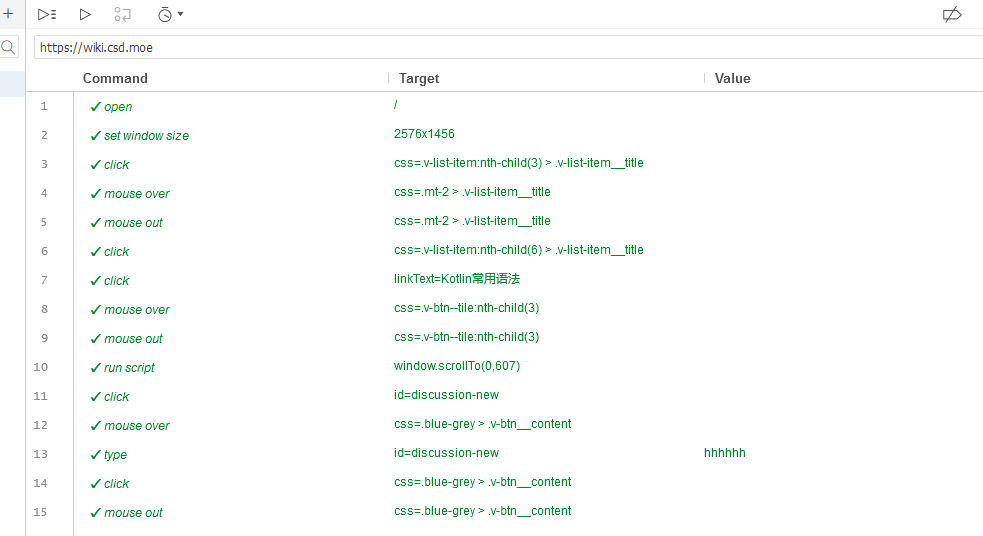 https://wiki.csd.moe
Command Target Value
1 ✓ open /
2 ✓ set window size 2576x1456
3 ✓ click css=.v-list-item:nth-child(3) > .v-list-item__title
4 ✓ mouse over css=.mt-2 > .v-list-item__title
5 ✓ mouse out css=.mt-2 > .v-list-item__title
6 ✓ click css=.v-list-item:nth-child(6) > .v-list-item__title
7 ✓ click linkText=Kotlin常用语法
8 ✓ mouse over css=.v-btn--tile:nth-child(3)
9 ✓ mouse out css=.v-btn--tile:nth-child(3)
10 ✓ run script window.scrollTo(0,607)
11 ✓ click id=discussion-new
12 ✓ mouse over css=.blue-grey > .v-btn__content
13 ✓ type id=discussion-new hhhhhh
14 ✓ click css=.blue-grey > .v-btn__content
15 ✓ mouse out css=.blue-grey > .v-btn__content